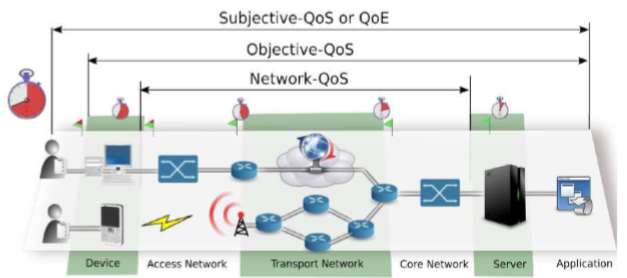 Subjective-QoS or QoE
Objective-QoS
Network-QoS
Device
Access Network
Transport Network
Core Network
Server
Application